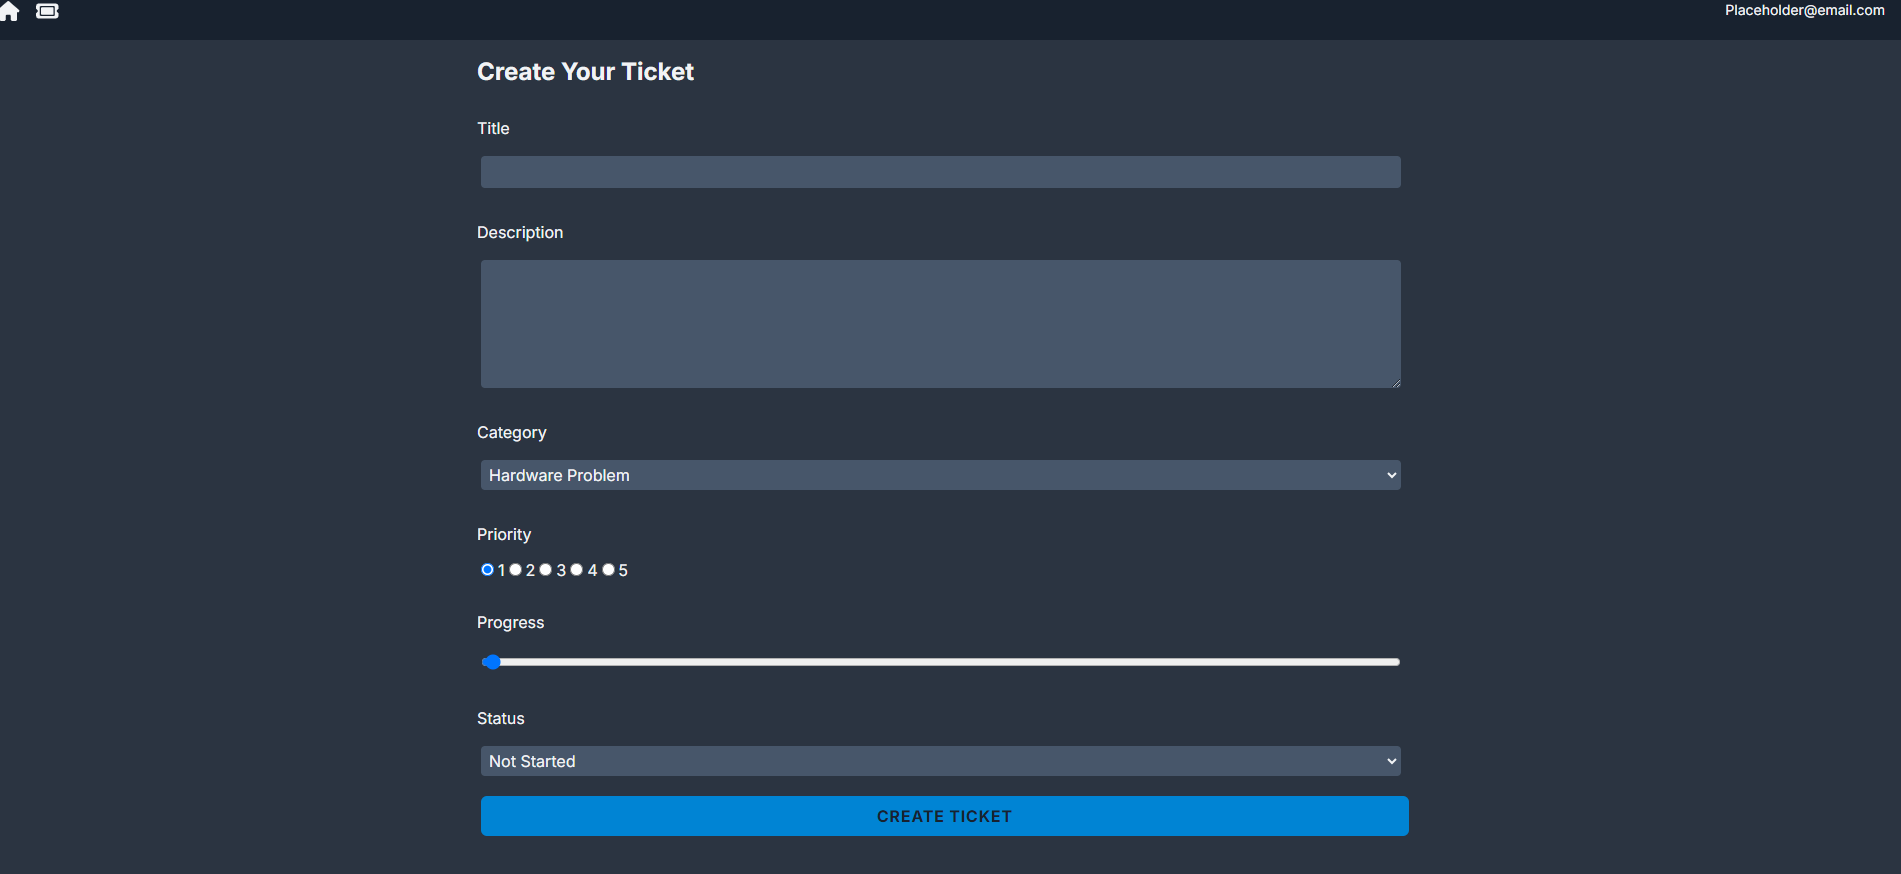 Placeholder@email.com
Create Your Ticket
Title
Description
Category
Hardware Problem
Priority
1 2 3 4 5
Progress
Status
Not Started
CREATE TICKET